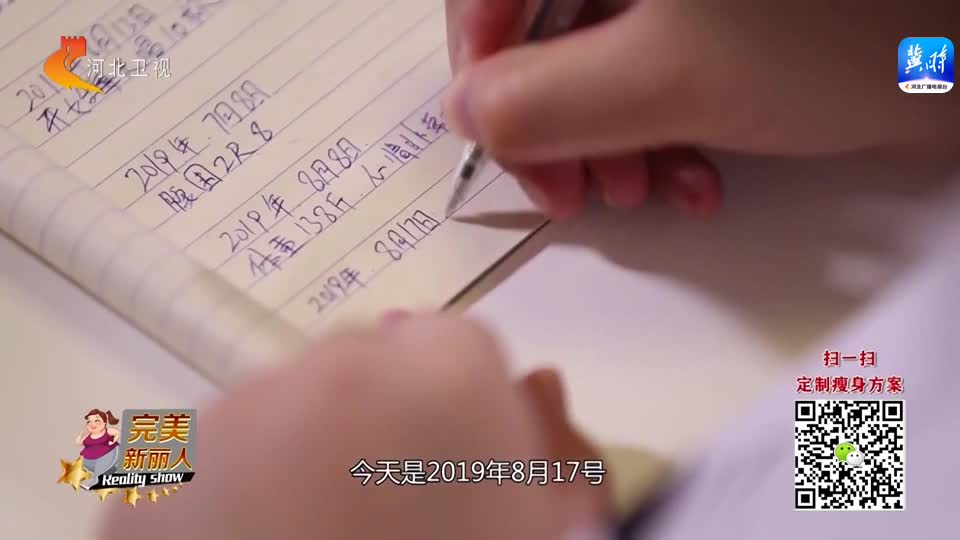 河北卫视
冀时
河北广播电视台
2019年 7月8日
腹围 2尺8
2019年 8月8日
体重 138斤
2019年 8月17日
扫一扫
定制瘦身方案
完美
新丽人
Reality show
今天是2019年8月17号